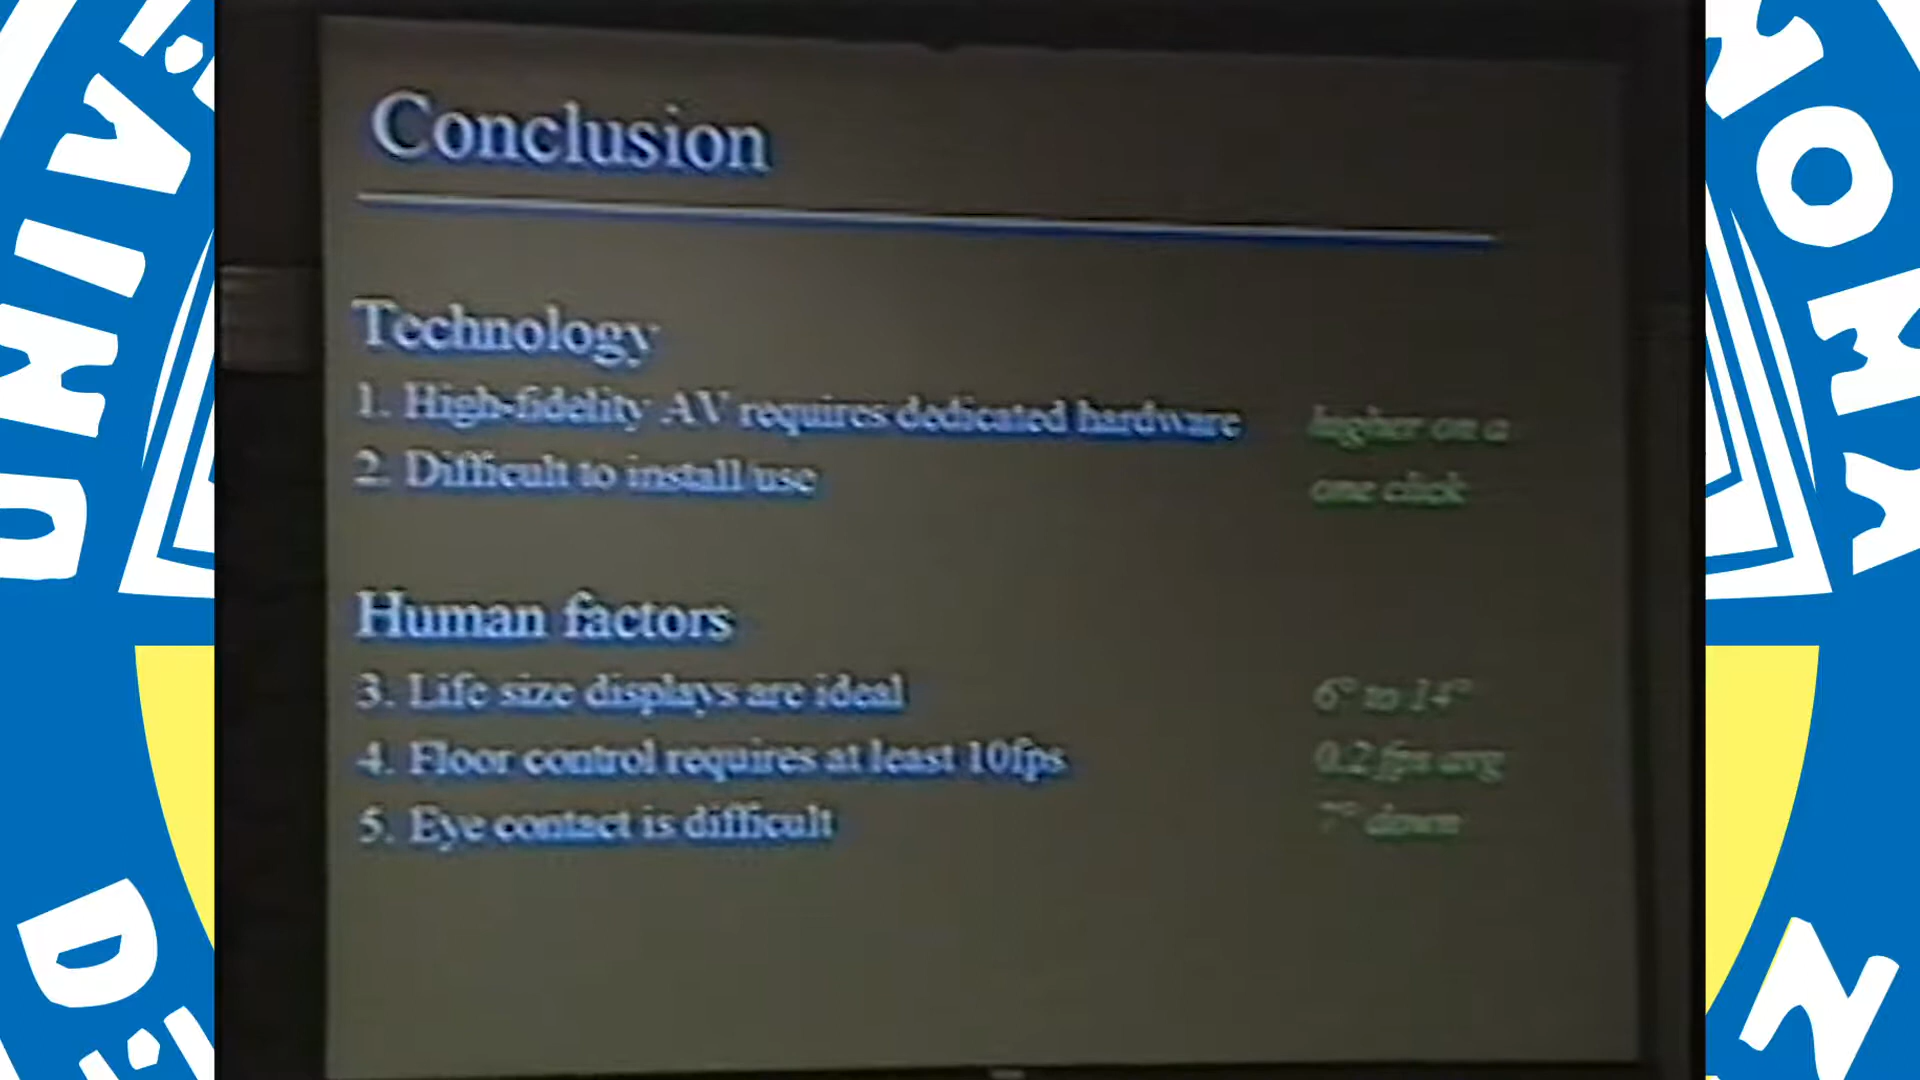 Conclusion
Technology
1. High-fidelity AV requires dedicated hardware higher on a
2. Difficult to install/use one click
Human factors
3. Life size displays are ideal 6° to 14°
4. Floor control requires at least 10fps 0.2 fps avg
5. Eye contact is difficult 7° down